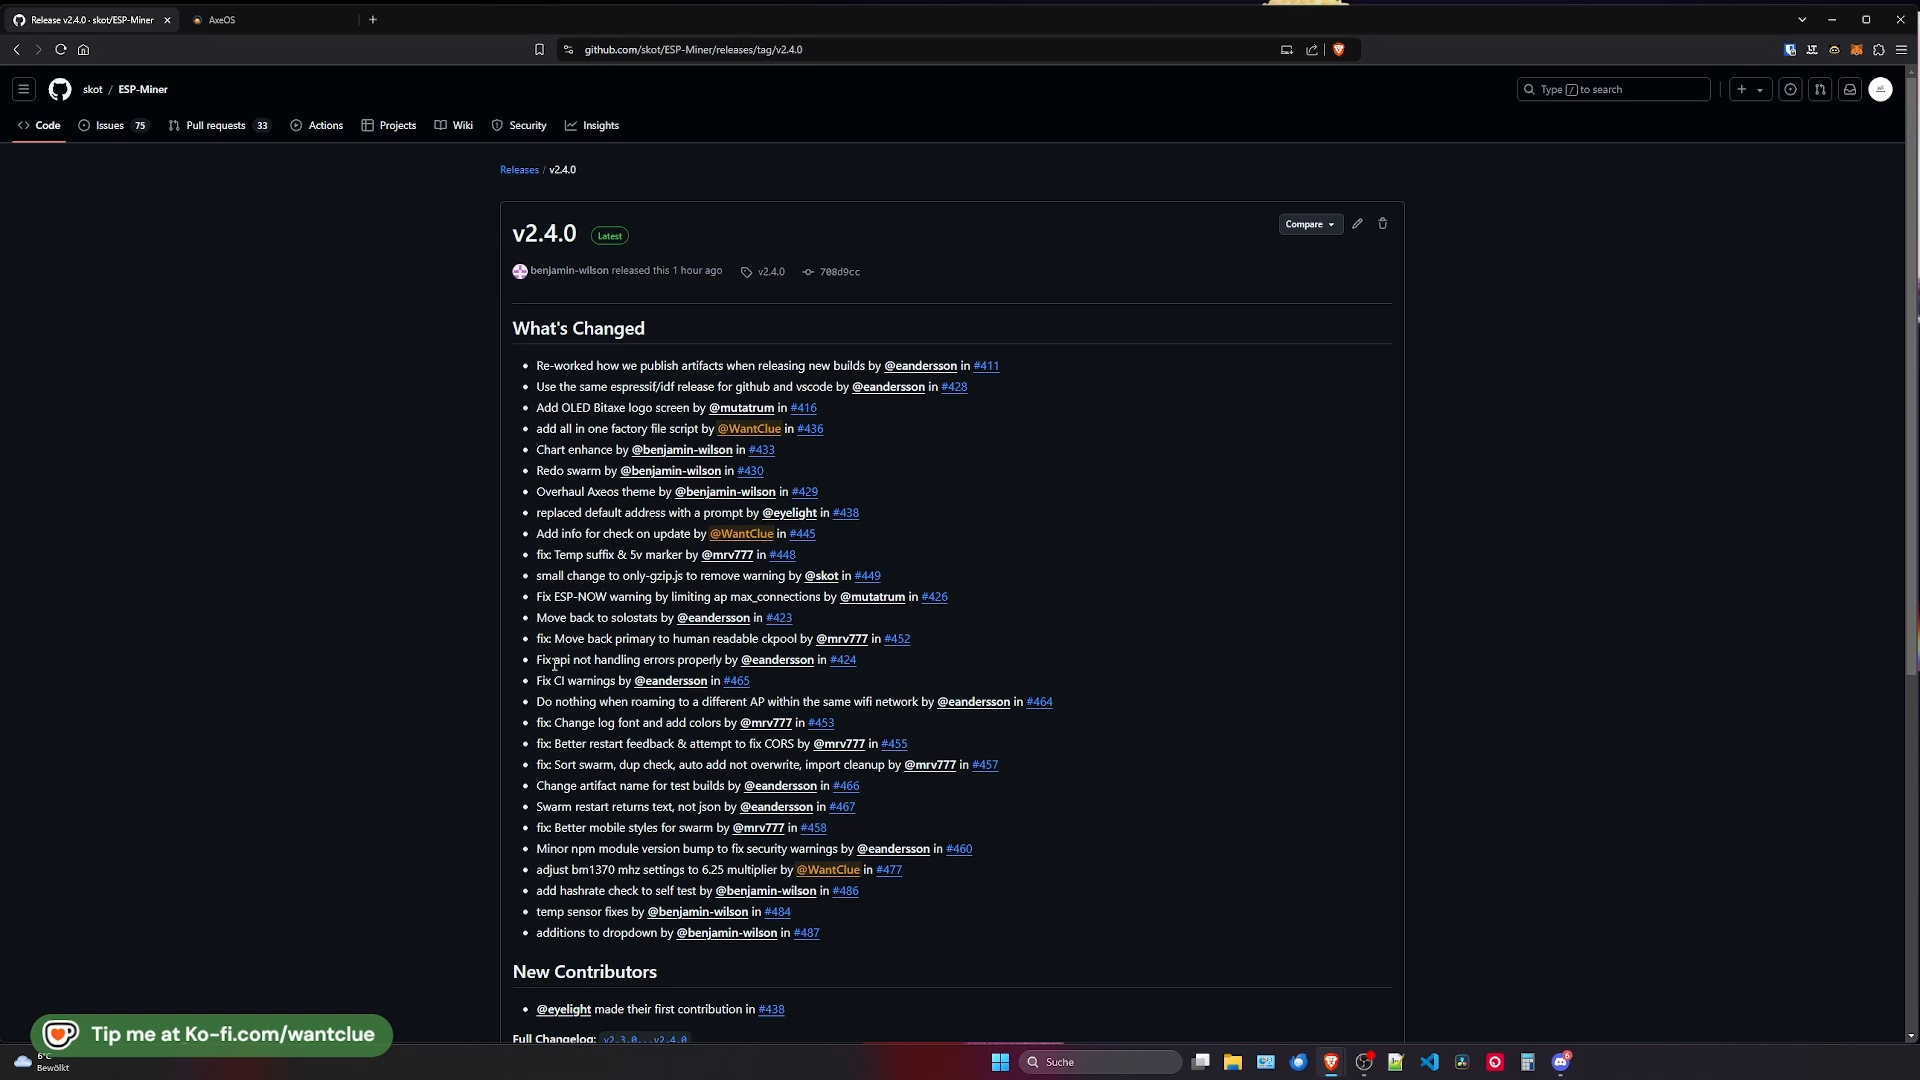 Release v2.4.0 · skot/ESP-Miner
AxeOS
github.com/skot/ESP-Miner/releases/tag/v2.4.0
skot / ESP-Miner
Type / to search
Code
Issues 75
Pull requests 33
Actions
Projects
Wiki
Security
Insights
Releases / v2.4.0
v2.4.0 Latest
Compare
benjamin-wilson released this 1 hour ago v2.4.0 708d9cc
What's Changed
Re-worked how we publish artifacts when releasing new builds by @eandersson in #411
Use the same espressif/idf release for github and vscode by @eandersson in #428
Add OLED Bitaxe logo screen by @mutatrum in #416
add all in one factory file script by @WantClue in #436
Chart enhance by @benjamin-wilson in #433
Redo swarm by @benjamin-wilson in #430
Overhaul Axeos theme by @benjamin-wilson in #429
replaced default address with a prompt by @eyelight in #438
Add info for check on update by @WantClue in #445
fix: Temp suffix & 5v marker by @mrv777 in #448
small change to only-gzip.js to remove warning by @skot in #449
Fix ESP-NOW warning by limiting ap max_connections by @mutatrum in #426
Move back to solostats by @eandersson in #423
fix: Move back primary to human readable ckpool by @mrv777 in #452
Fix api not handling errors properly by @eandersson in #424
Fix CI warnings by @eandersson in #465
Do nothing when roaming to a different AP within the same wifi network by @eandersson in #464
fix: Change log font and add colors by @mrv777 in #453
fix: Better restart feedback & attempt to fix CORS by @mrv777 in #455
fix: Sort swarm, dup check, auto add not overwrite, import cleanup by @mrv777 in #457
Change artifact name for test builds by @eandersson in #466
Swarm restart returns text, not json by @eandersson in #467
fix: Better mobile styles for swarm by @mrv777 in #458
Minor npm module version bump to fix security warnings by @eandersson in #460
adjust bm1370 mhz settings to 6.25 multiplier by @WantClue in #477
add hashrate check to self test by @benjamin-wilson in #486
temp sensor fixes by @benjamin-wilson in #484
additions to dropdown by @benjamin-wilson in #487
New Contributors
@eyelight made their first contribution in #438
Full Changelog: v2.3.0...v2.4.0
Tip me at Ko-fi.com/wantclue
6°C
Bewölkt
Suche
6